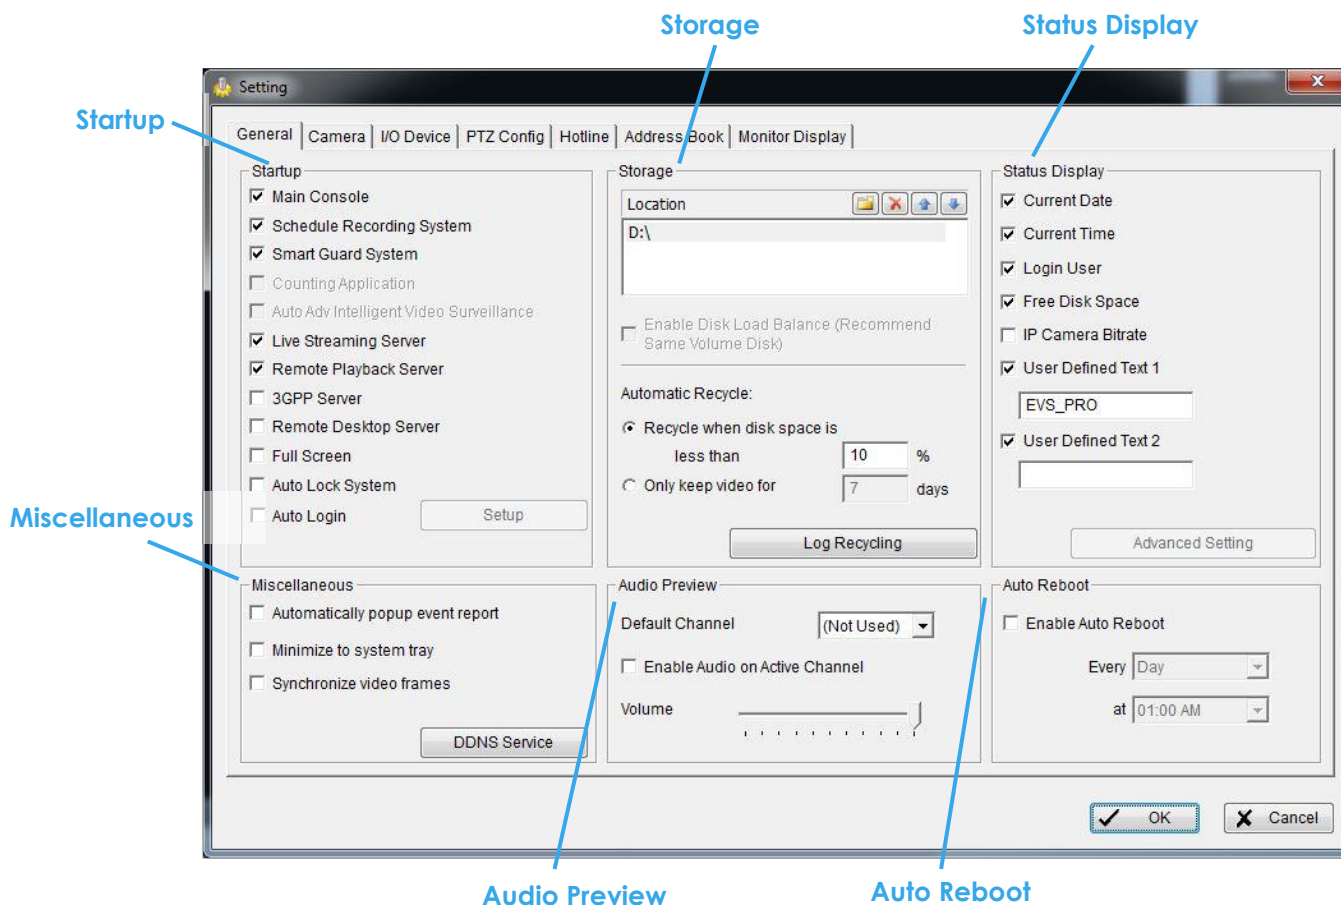 Storage
Status Display
Setting
Startup
General Camera I/O Device PTZ Config Hotline Address Book Monitor Display
Startup
Main Console
Schedule Recording System
Smart Guard System
Counting Application
Auto Adv Intelligent Video Surveillance
Live Streaming Server
Remote Playback Server
3GPP Server
Remote Desktop Server
Full Screen
Auto Lock System
Auto Login
Setup
Storage
Location
D:\
Enable Disk Load Balance (Recommend
Same Volume Disk)
Automatic Recycle:
Recycle when disk space is
less than 10 %
Only keep video for 7 days
Log Recycling
Status Display
Current Date
Current Time
Login User
Free Disk Space
IP Camera Bitrate
User Defined Text 1
EVS_PRO
User Defined Text 2
Advanced Setting
Miscellaneous
Miscellaneous
Automatically popup event report
Minimize to system tray
Synchronize video frames
DDNS Service
Audio Preview
Default Channel (Not Used)
Enable Audio on Active Channel
Volume
Auto Reboot
Enable Auto Reboot
Every Day
at 01:00 AM
OK
Cancel
Audio Preview
Auto Reboot